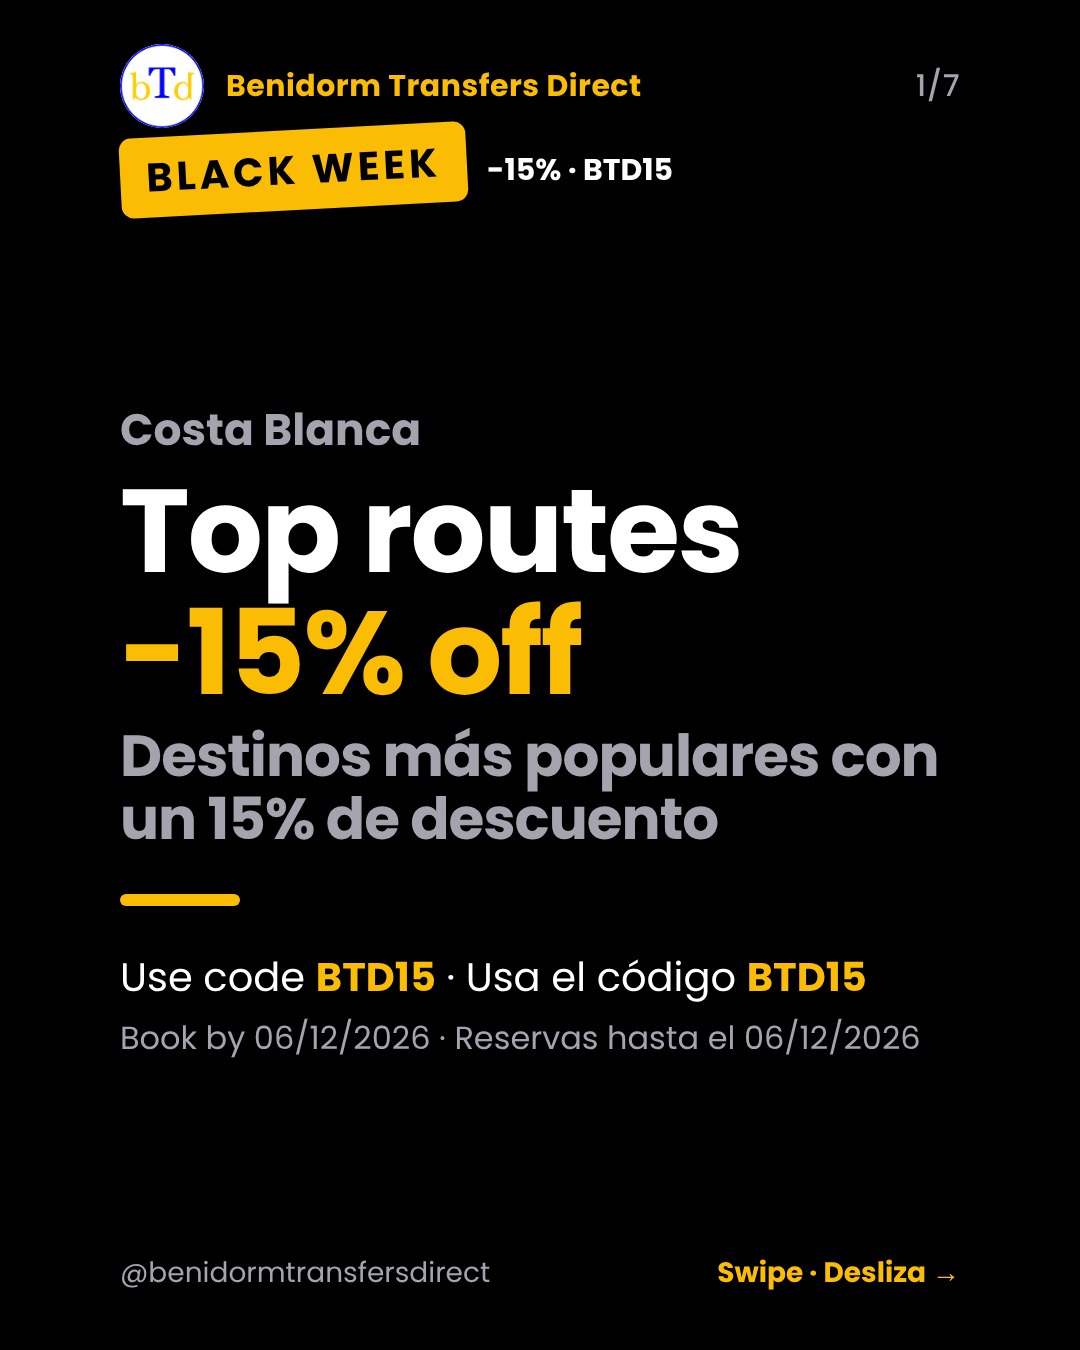 bTd
Benidorm Transfers Direct
1/7
BLACK WEEK
-15% · BTD15
Costa Blanca
Top routes
-15% off
Destinos más populares con
un 15% de descuento
Use code BTD15 · Usa el código BTD15
Book by 06/12/2026 · Reservas hasta el 06/12/2026
@benidormtransfersdirect
Swipe · Desliza →